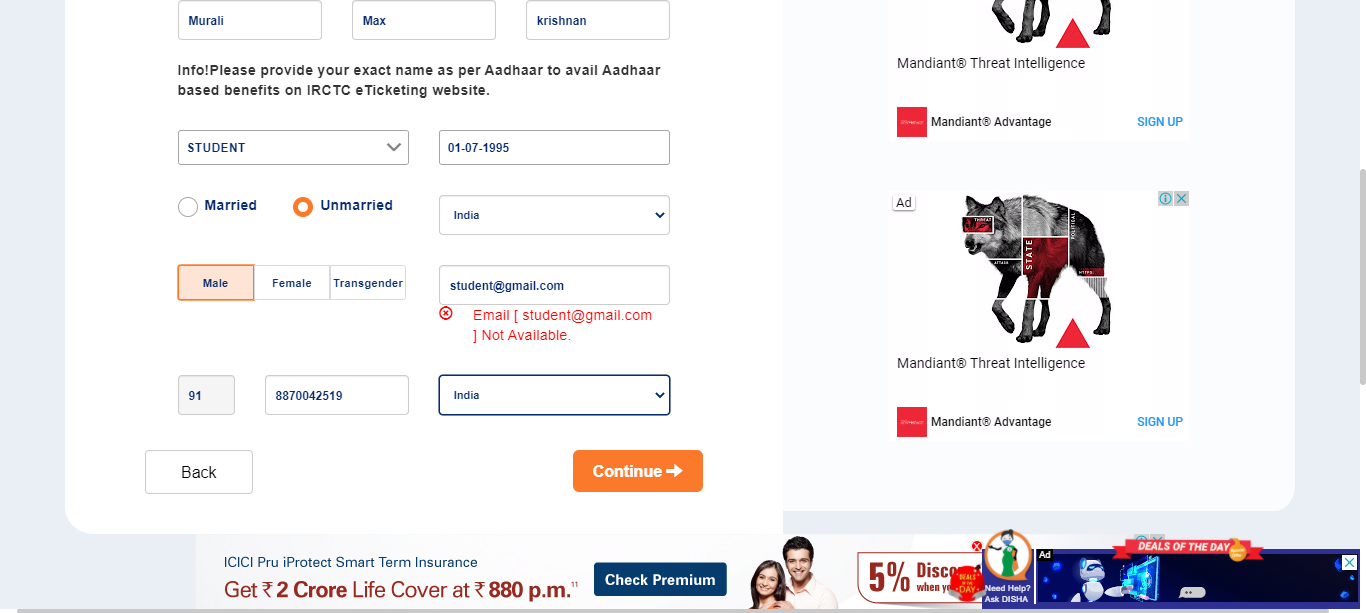 Murali
Max
krishnan
Info!Please provide your exact name as per Aadhaar to avail Aadhaar
based benefits on IRCTC eTicketing website.
STUDENT
01-07-1995
Married
Unmarried
India
Male
Female
Transgender
student@gmail.com
Email [ student@gmail.com
] Not Available.
91
8870042519
India
Back
Continue
Mandiant® Threat Intelligence
Mandiant® Advantage
SIGN UP
Ad
THREAT
STATE
POLITICAL
ATTACK
HTTPS:
Mandiant® Threat Intelligence
Mandiant® Advantage
SIGN UP
ICICI Pru iProtect Smart Term Insurance
Get ₹ 2 Crore Life Cover at ₹ 880 p.m.
Check Premium
5% Disco
when yo
DEALS
OF THE
DAY
Need Help?
Ask DISHA
Ad
DEALS OF THE DAY